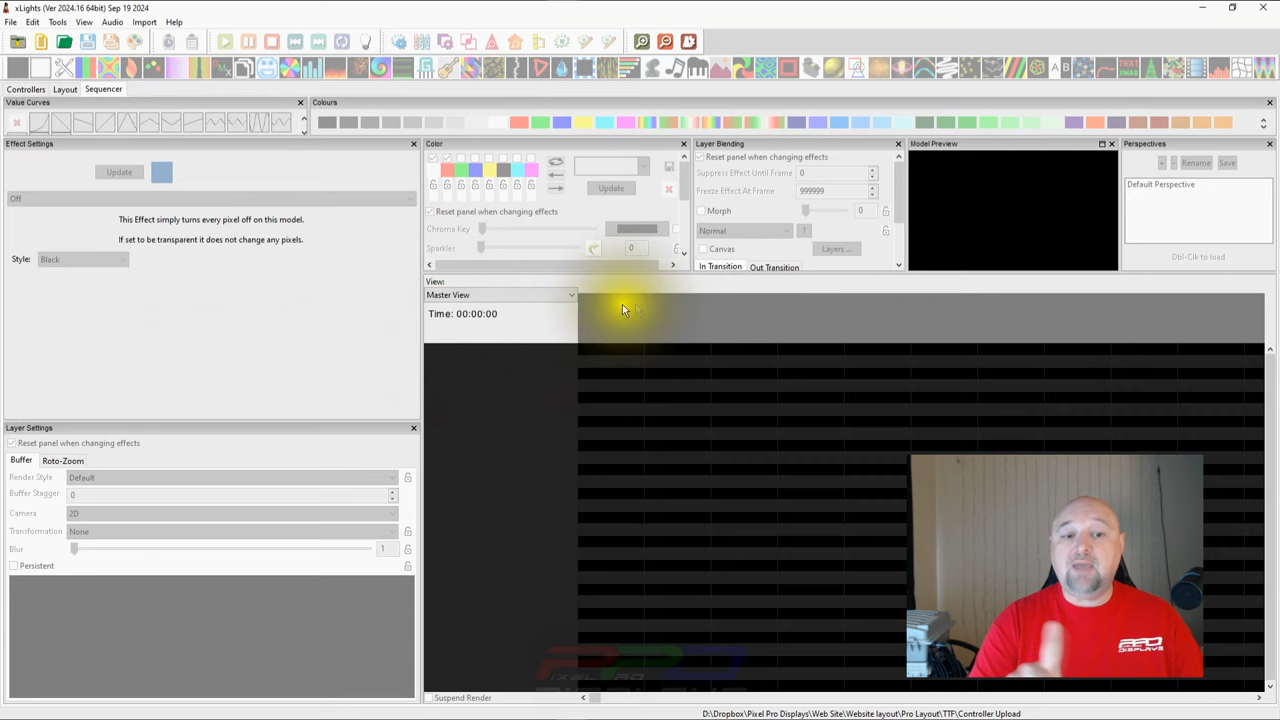 xLights (Ver 2024.16 64bit) Sep 19 2024
File Edit Tools View Audio Import Help
Controllers Layout Sequencer
Value Curves
Colours
Effect Settings
Color
Layer Blending
Model Preview
Perspectives
Update
Off
This Effect simply turns every pixel off on this model.
If set to be transparent it does not change any pixels.
Style: Black
Update
Reset panel when changing effects
Chroma Key
Sparkles 0
Reset panel when changing effects
Suppress Effect Until Frame 0
Freeze Effect At Frame 999999
Morph 0
Normal ?
Canvas Layers ...
In Transition Out Transition
+ - Rename Save
Default Perspective
Dbl-Clk to load
View:
Master View
Time: 00:00:00
Layer Settings
Reset panel when changing effects
Buffer Roto-Zoom
Render Style Default
Buffer Stagger 0
Camera 2D
Transformation None
Blur 1
Persistent
PPD
DISPLAYS
PIXEL PRO DISPLAYS
Suspend Render
D:\Dropbox\Pixel Pro Displays\Web Site\Website layout\Pro Layout\TTF\Controller Upload